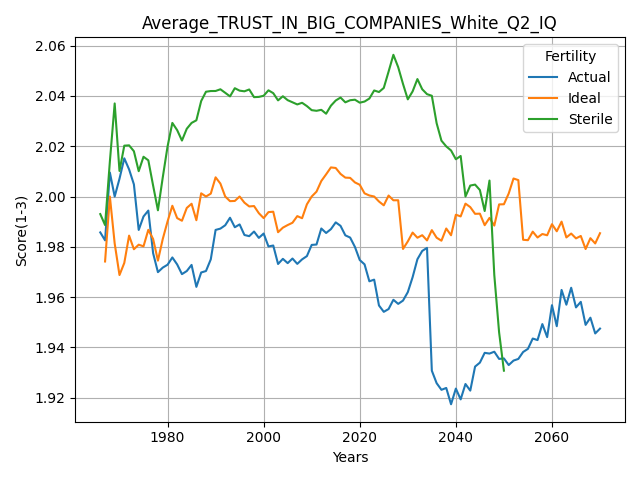 Average_TRUST_IN_BIG_COMPANIES_White_Q2_IQ
Fertility
Actual
Ideal
Sterile
Score(1-3)
2.06
2.04
2.02
2.00
1.98
1.96
1.94
1.92
1980 2000 2020 2040 2060
Years